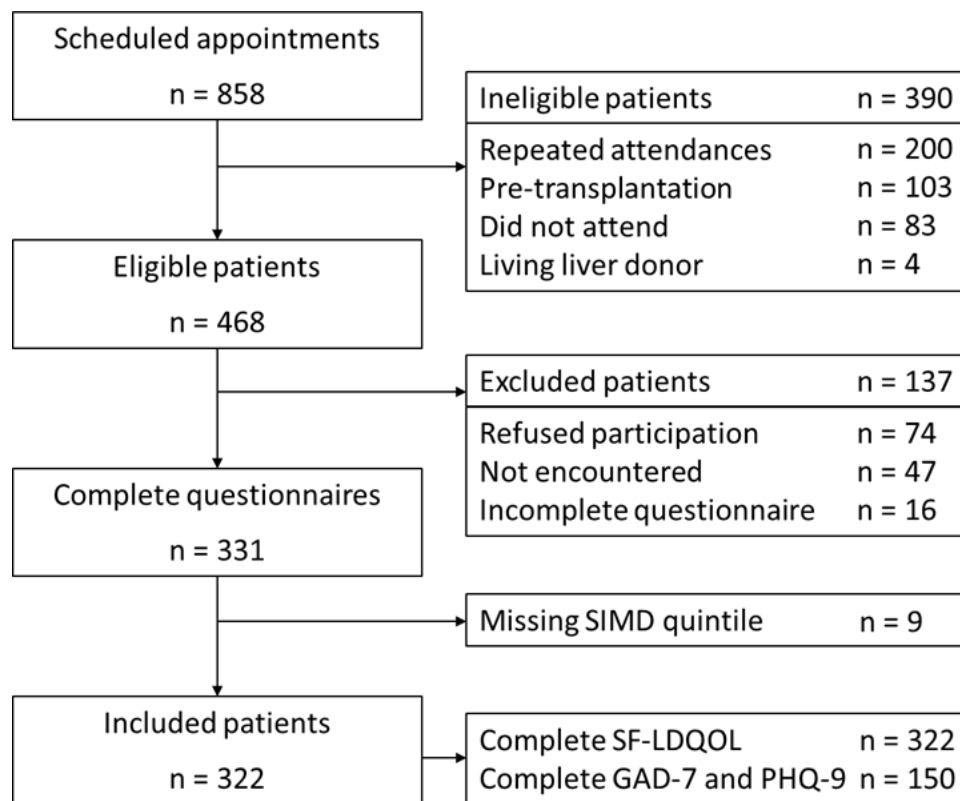 Scheduled appointments
n = 858
Ineligible patients n = 390
Repeated attendances n = 200
Pre-transplantation n = 103
Did not attend n = 83
Living liver donor n = 4
Eligible patients
n = 468
Excluded patients n = 137
Refused participation n = 74
Not encountered n = 47
Incomplete questionnaire n = 16
Complete questionnaires
n = 331
Missing SIMD quintile n = 9
Included patients
n = 322
Complete SF-LDQOL n = 322
Complete GAD-7 and PHQ-9 n = 150